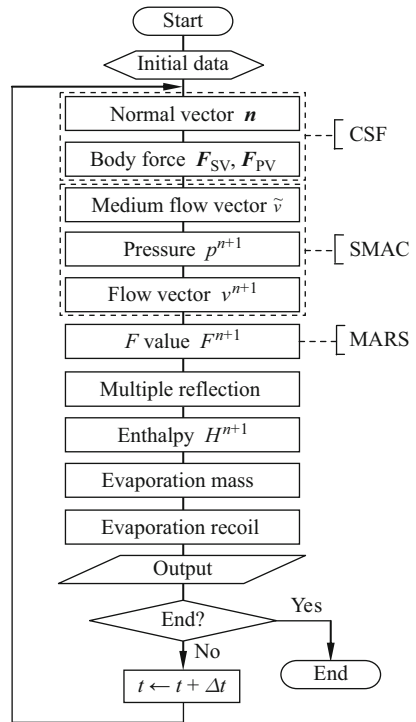 Start
Initial data
Normal vector n
CSF
Body force F_SV, F_PV
Medium flow vector ṽ
Pressure p^{n+1}
SMAC
Flow vector v^{n+1}
F value F^{n+1}
MARS
Multiple reflection
Enthalpy H^{n+1}
Evaporation mass
Evaporation recoil
Output
End?
Yes
No
End
t ← t + Δt